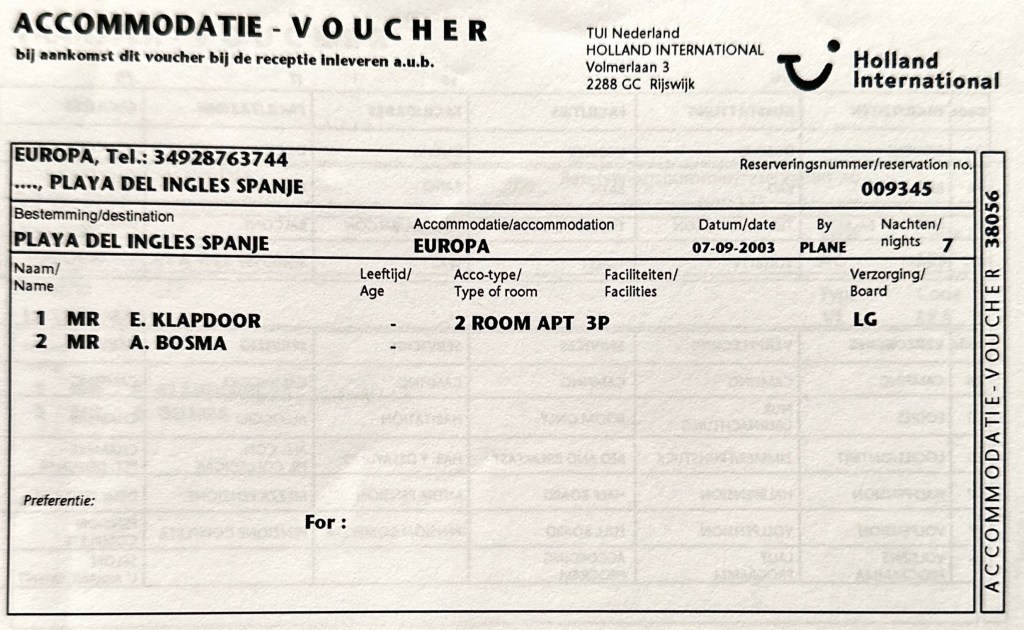 ACCOMMODATIE - VOUCHER
bij aankomst dit voucher bij de receptie inleveren a.u.b.
TUI Nederland
HOLLAND INTERNATIONAL
Volmerlaan 3
2288 GC Rijswijk
Holland
International
EUROPA, Tel.: 34928763744
...., PLAYA DEL INGLES SPANJE
Reserveringsnummer/reservation no.
009345
Bestemming/destination
PLAYA DEL INGLES SPANJE
Accommodatie/accommodation
EUROPA
Datum/date
07-09-2003
By
PLANE
Nachten/
nights 7
Naam/
Name
Leeftijd/
Age
Acco-type/
Type of room
Faciliteiten/
Facilities
Verzorging/
Board
1 MR E. KLAPDOOR - 2 ROOM APT 3P LG
2 MR A. BOSMA -
Preferentie:
For :
ACCOMMODATIE-VOUCHER 38056